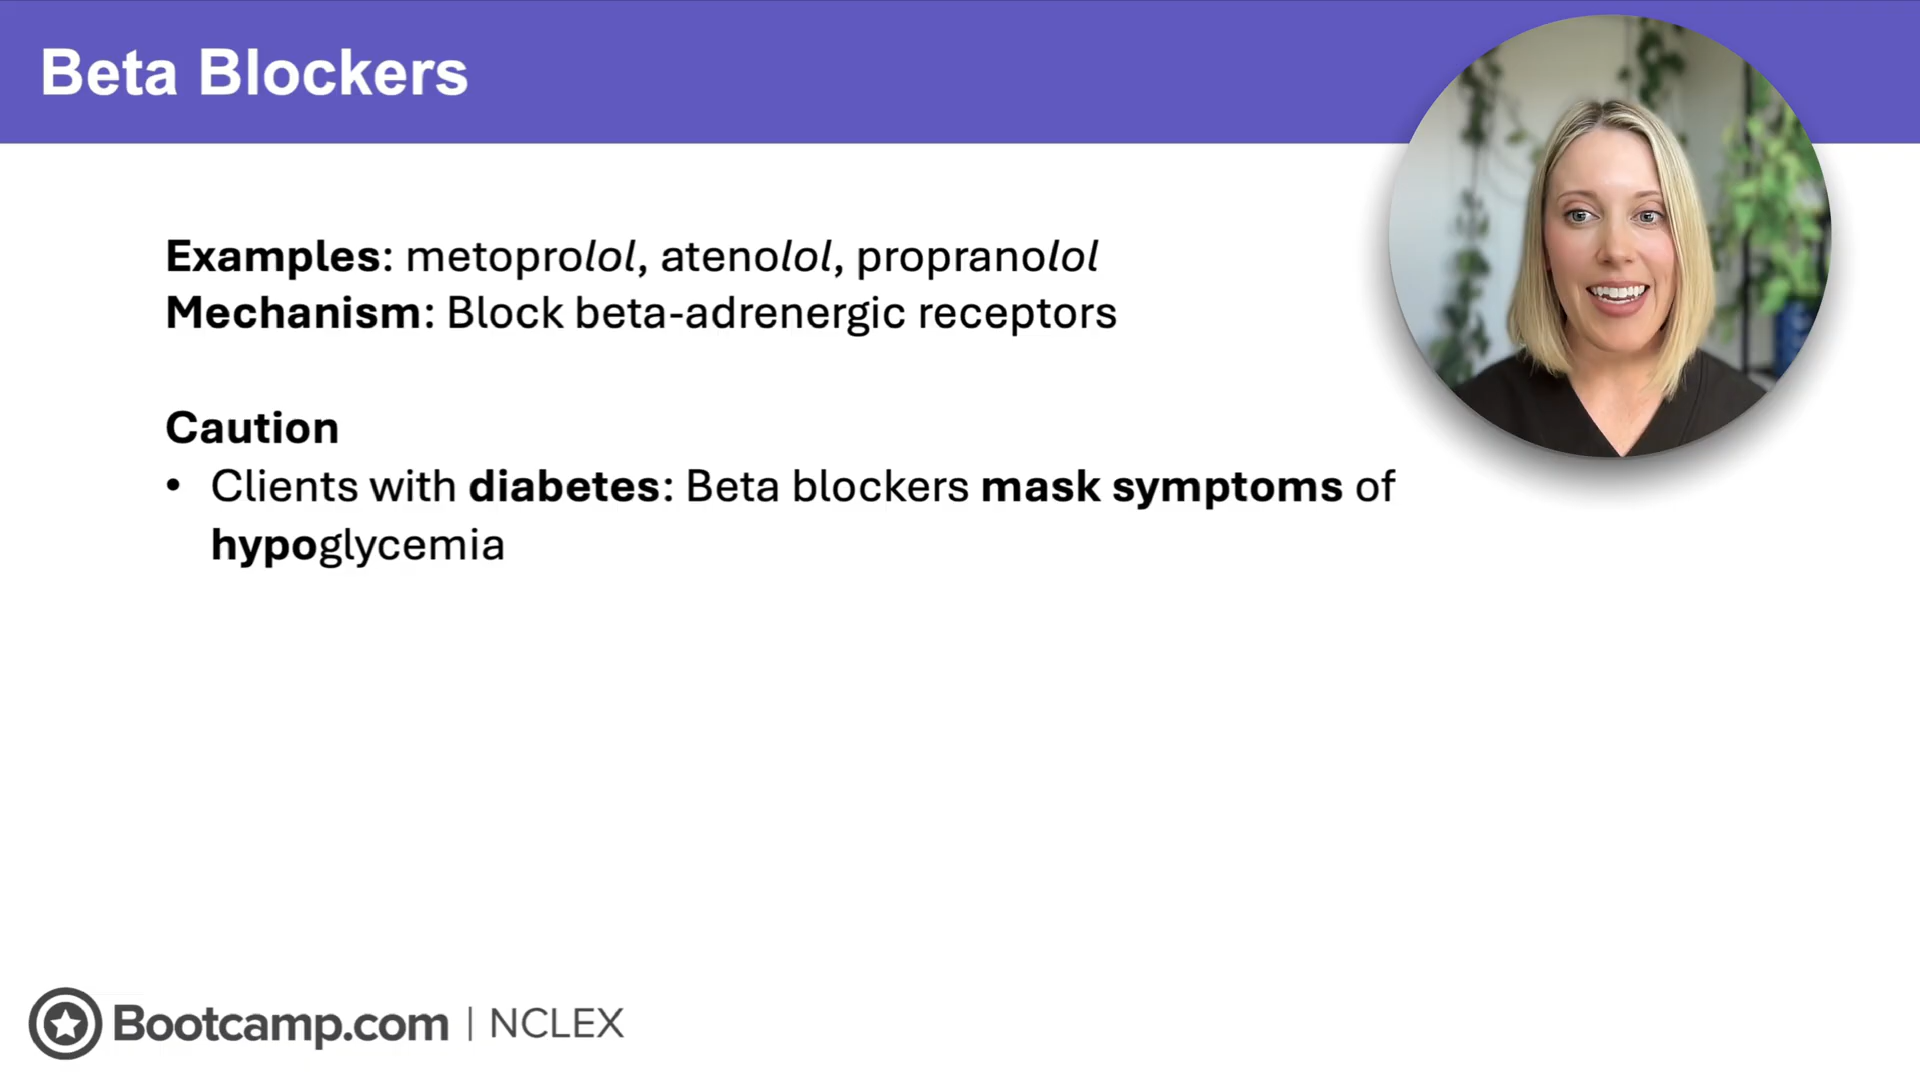 Beta Blockers
Examples: metoprolol, atenolol, propranolol
Mechanism: Block beta-adrenergic receptors
Caution
• Clients with diabetes: Beta blockers mask symptoms of
hypoglycemia
Bootcamp.com | NCLEX